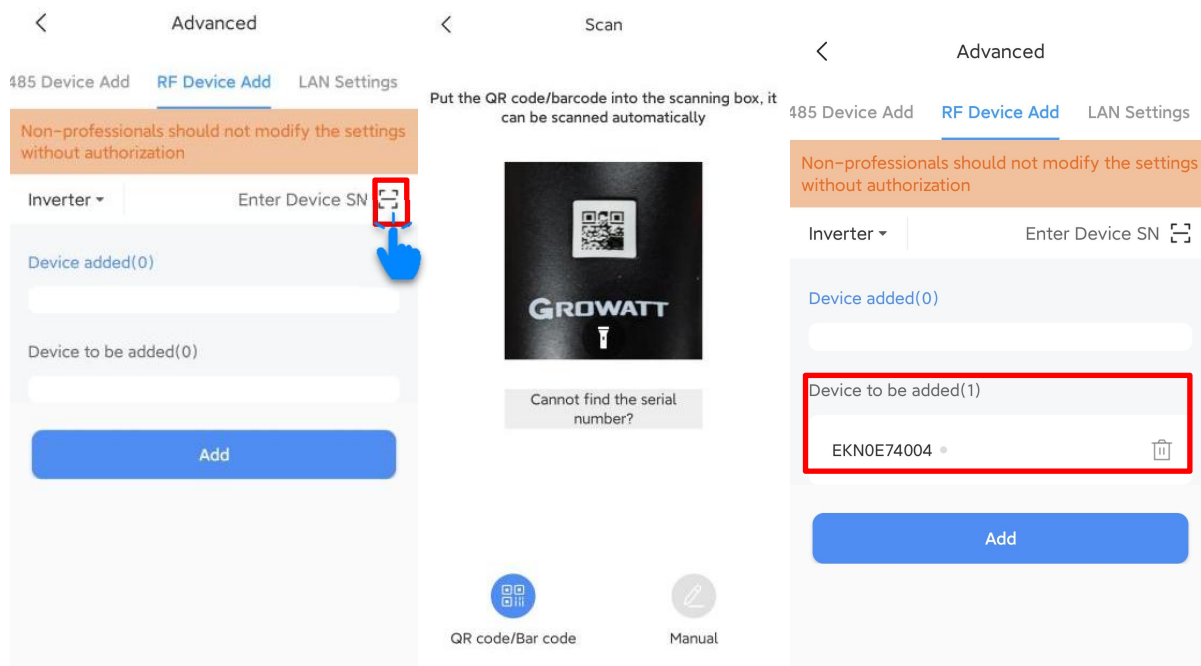 Advanced
485 Device Add RF Device Add LAN Settings
Non-professionals should not modify the settings
without authorization
Inverter Enter Device SN
Device added(0)
Device to be added(0)
Add
Scan
Put the QR code/barcode into the scanning box, it
can be scanned automatically
GROWATT
Cannot find the serial
number?
QR code/Bar code Manual
Advanced
485 Device Add RF Device Add LAN Settings
Non-professionals should not modify the settings
without authorization
Inverter Enter Device SN
Device added(0)
Device to be added(1)
EKN0E74004
Add